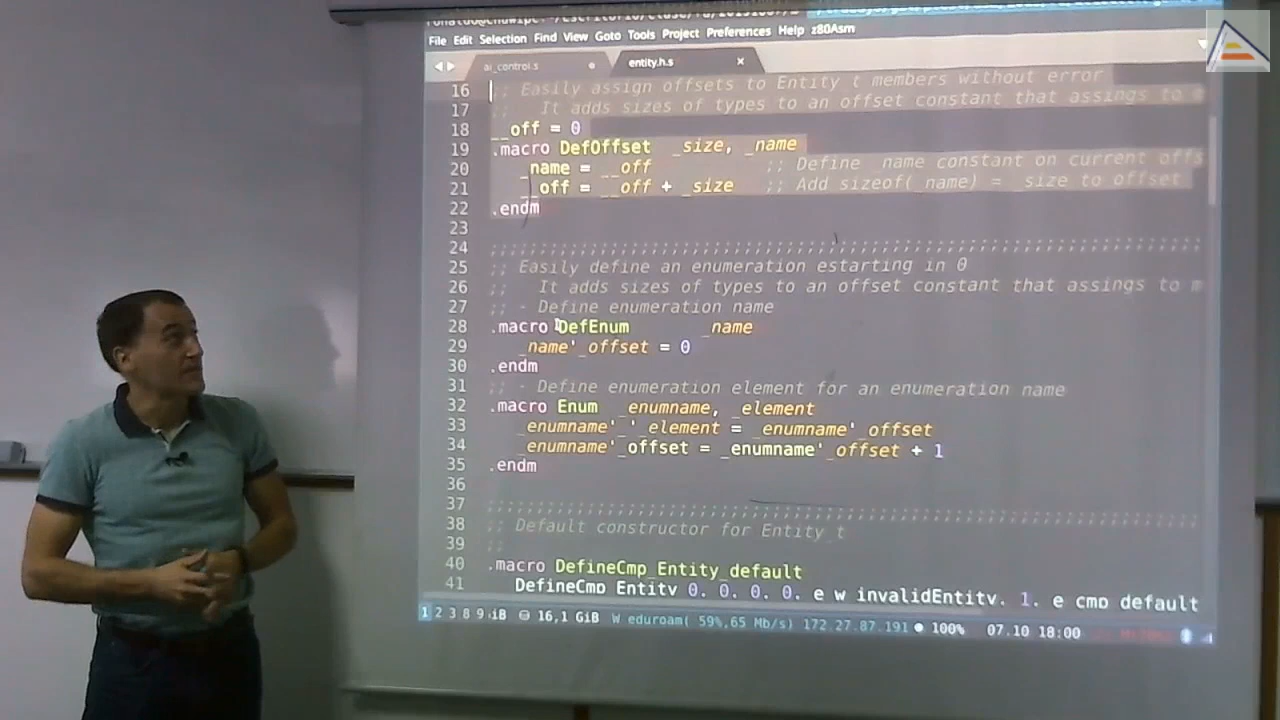 File Edit Selection Find View Goto Tools Project Preferences Help z80Asm
ai_control.s entity.h.s
16 ;; Easily assign offsets to Entity_t members without error
17 ;; It adds sizes of types to an offset constant that assings to
18 __off = 0
19 .macro DefOffset _size, _name
20 _name = __off ;; Define _name constant on current offs
21 __off = __off + _size ;; Add sizeof(_name) = _size to offset
22 .endm
23
24 ;;;;;;;;;;;;;;;;;;;;;;;;;;;;;;;;;;;;;;;;;;;;;;;;;;;;;;;;;;;;;;;;;;;;;;;;
25 ;; Easily define an enumeration estarting in 0
26 ;; It adds sizes of types to an offset constant that assings to m
27 ;; - Define enumeration name
28 .macro DefEnum _name
29 _name'_offset = 0
30 .endm
31 ;; - Define enumeration element for an enumeration name
32 .macro Enum _enumname, _element
33 _enumname'_'_element = _enumname'_offset
34 _enumname'_offset = _enumname'_offset + 1
35 .endm
36
37 ;;;;;;;;;;;;;;;;;;;;;;;;;;;;;;;;;;;;;;;;;;;;;;;;;;;;;;;;;;;;;;;;;;;;;;;;
38 ;; Default constructor for Entity_t
39 ;;
40 .macro DefineCmp_Entity_default
41 DefineCmp_Entity 0, 0, 0, 0, e_w_invalidEntity, 1, e_cmp_default
1 2 3 8 9 iB 16,1 GiB W eduroam( 59%,65 Mb/s) 172.27.87.191 100% 07.10 18:00